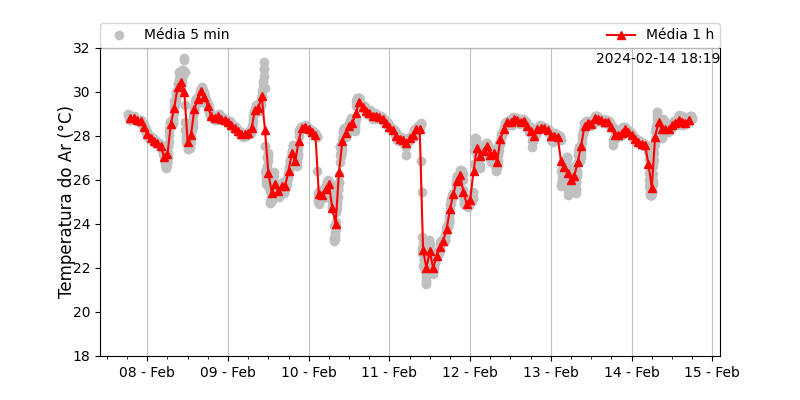 Média 5 min
Média 1 h
2024-02-14 18:19
Temperatura do Ar (°C)
32
30
28
26
24
22
20
18
08 - Feb
09 - Feb
10 - Feb
11 - Feb
12 - Feb
13 - Feb
14 - Feb
15 - Feb